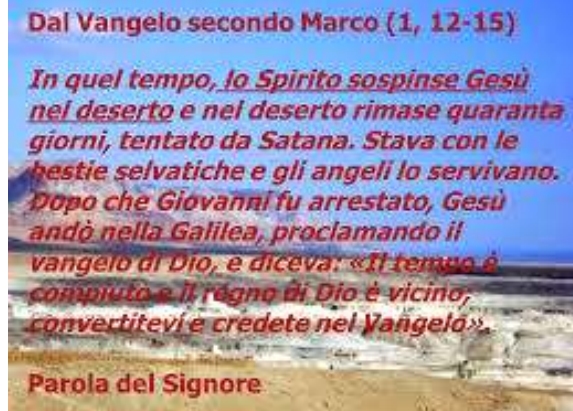 Dal Vangelo secondo Marco (1, 12-15)
In quel tempo, lo Spirito sospinse Gesù
nel deserto e nel deserto rimase quaranta
giorni, tentato da Satana. Stava con le
bestie selvatiche e gli angeli lo servivano.
Dopo che Giovanni fu arrestato, Gesù
andò nella Galilea, proclamando il
vangelo di Dio, e diceva: «Il tempo è
compiuto e il regno di Dio è vicino;
convertitevi e credete nel Vangelo».
Parola del Signore